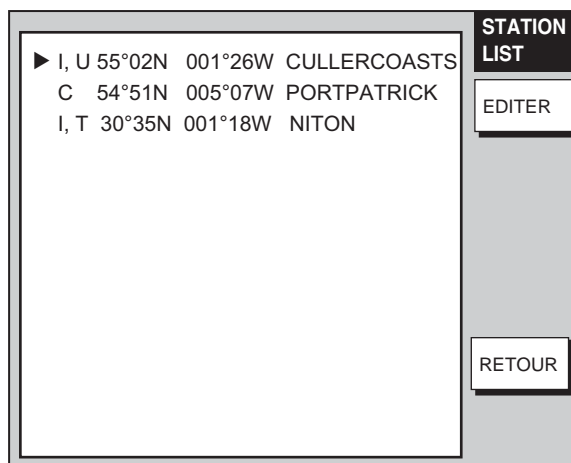 STATION
LIST
▶ I, U 55°02N 001°26W CULLERCOASTS
C 54°51N 005°07W PORTPATRICK
I, T 30°35N 001°18W NITON
EDITER
RETOUR